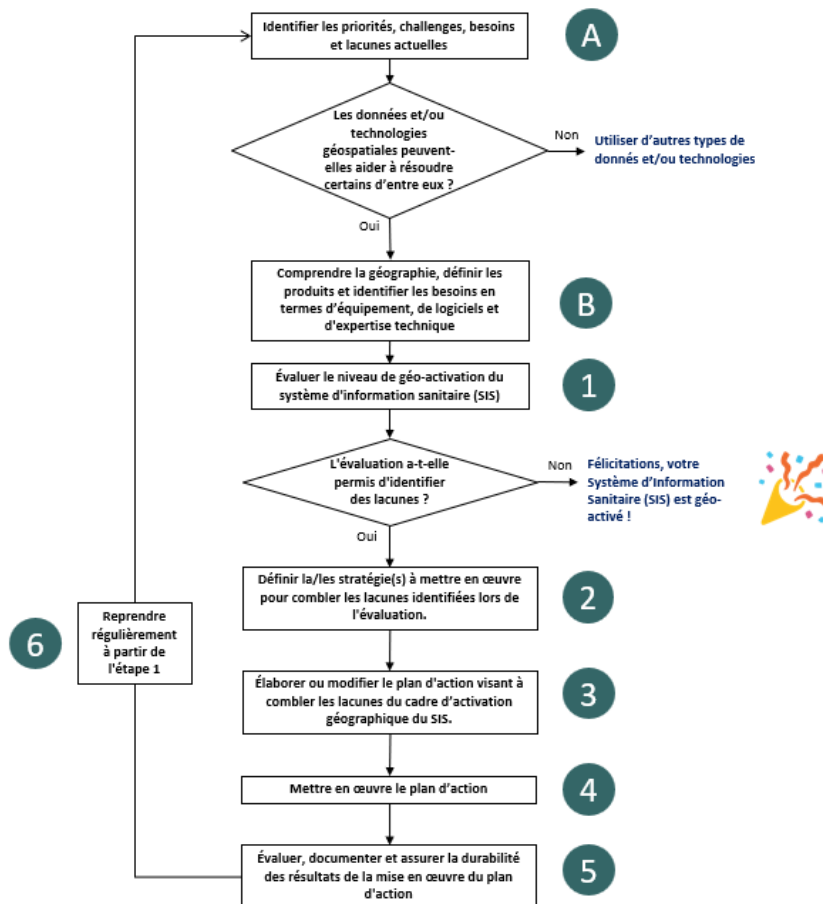 Identifier les priorités, challenges, besoins
et lacunes actuelles
A
Les données et/ou
technologies
géospatiales peuvent-
elles aider à résoudre
certains d'entre eux ?
Non
Utiliser d'autres types de
donnés et/ou technologies
Oui
Comprendre la géographie, définir les
produits et identifier les besoins en
termes d'équipement, de logiciels et
d'expertise technique
B
Évaluer le niveau de géo-activation du
système d'information sanitaire (SIS)
1
L'évaluation a-t-elle
permis d'identifier
des lacunes ?
Non
Félicitations, votre
Système d'Information
Sanitaire (SIS) est géo-
activé !
Oui
Définir la/les stratégie(s) à mettre en œuvre
pour combler les lacunes identifiées lors de
l'évaluation.
2
6
Reprendre
régulièrement
à partir de
l'étape 1
Élaborer ou modifier le plan d'action visant à
combler les lacunes du cadre d'activation
géographique du SIS.
3
Mettre en œuvre le plan d'action
4
Évaluer, documenter et assurer la durabilité
des résultats de la mise en œuvre du plan
d'action
5